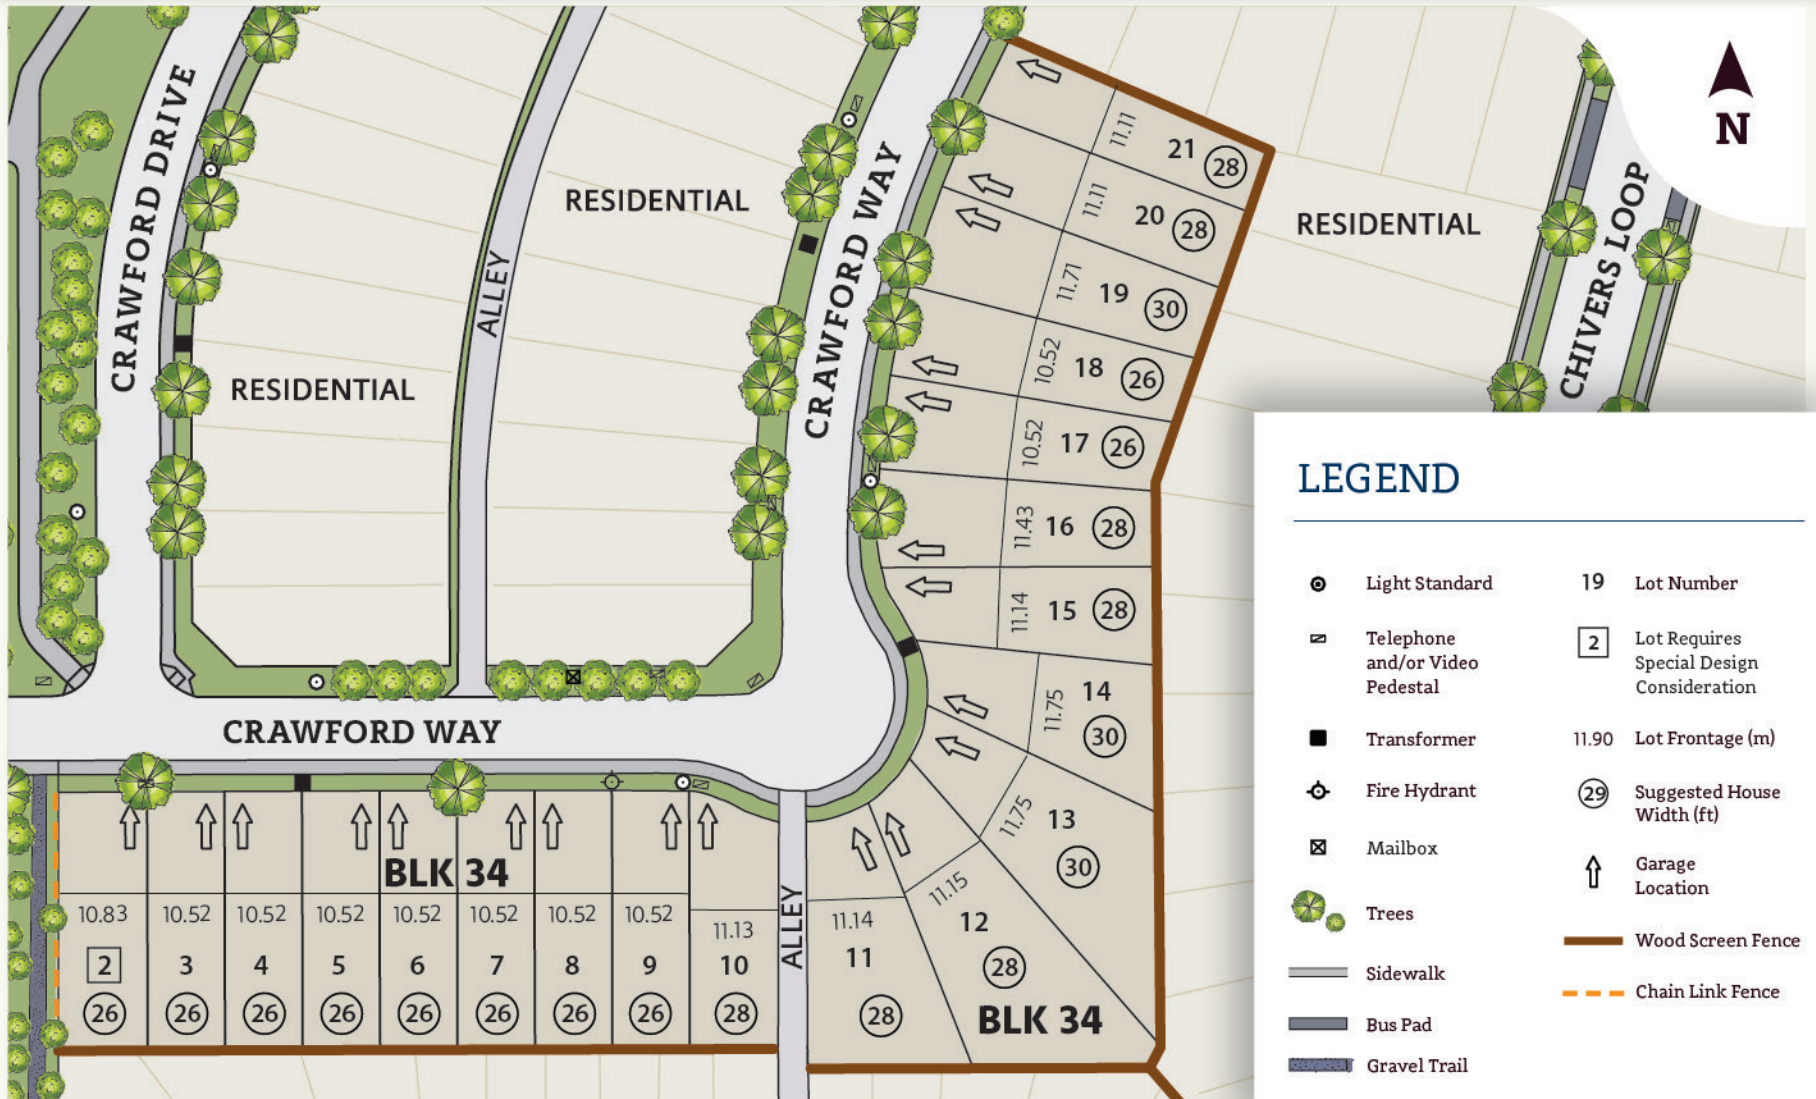 CRAWFORD DRIVE
RESIDENTIAL
ALLEY
RESIDENTIAL
CRAWFORD WAY
RESIDENTIAL
CHIVERS LOOP
N
11.11
21
28
11.11
20
28
11.71
19
30
10.52
18
26
10.52
17
26
11.43
16
28
11.14
15
28
11.75
14
30
11.75
13
30
11.15
12
28
BLK 34
11.14
11
28
ALLEY
CRAWFORD WAY
BLK 34
10.83
10.52
10.52
10.52
10.52
10.52
10.52
10.52
11.13
2
3
4
5
6
7
8
9
10
26
26
26
26
26
26
26
26
28
LEGEND
Light Standard
Telephone
and/or Video
Pedestal
Transformer
Fire Hydrant
Mailbox
Trees
Sidewalk
Bus Pad
Gravel Trail
19 Lot Number
2 Lot Requires
Special Design
Consideration
11.90 Lot Frontage (m)
29 Suggested House
Width (ft)
Garage
Location
Wood Screen Fence
Chain Link Fence